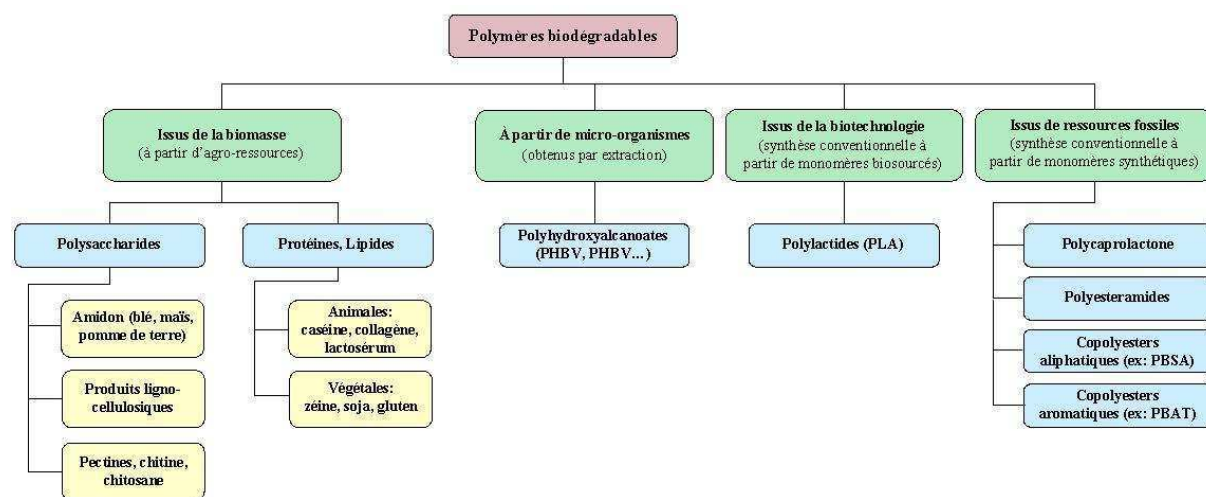 Polymères biodégradables
Issus de la biomasse
(à partir d'agro-ressources)
À partir de micro-organismes
(obtenus par extraction)
Issus de la biotechnologie
(synthèse conventionnelle à
partir de monomères biosourcés)
Issus de ressources fossiles
(synthèse conventionnelle à
partir de monomères synthétiques)
Polysaccharides
Protéines, Lipides
Polyhydroxyalcanoates
(PHBV, PHBV...)
Polylactides (PLA)
Polycaprolactone
Polyesteramides
Copolyesters
aliphatiques (ex: PBSA)
Copolyesters
aromatiques (ex: PBAT)
Amidon (blé, maïs,
pomme de terre)
Produits ligno-
cellulosiques
Pectines, chitine,
chitosane
Animales:
caséine, collagène,
lactosérum
Végétales:
zéine, soja, gluten